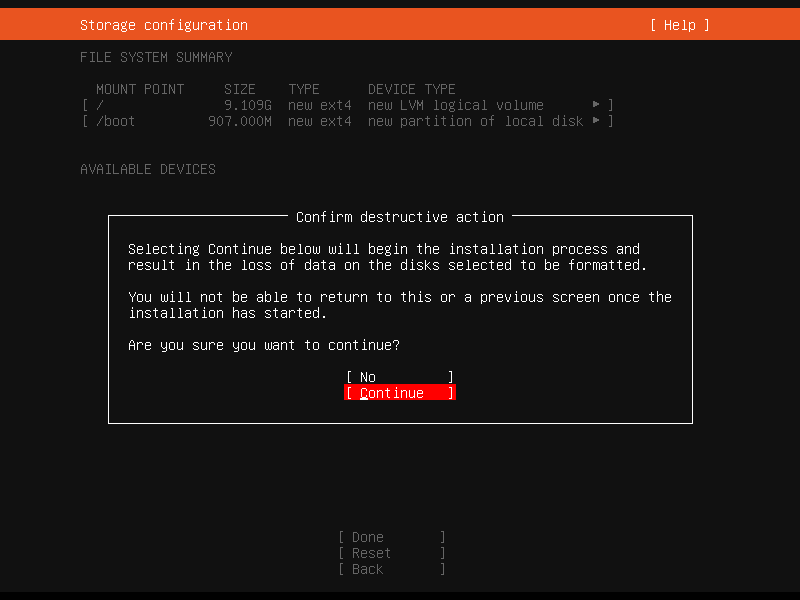 Storage configuration [ Help ]
FILE SYSTEM SUMMARY
MOUNT POINT SIZE TYPE DEVICE TYPE
[ / 9.109G new ext4 new LVM logical volume ▸ ]
[ /boot 907.000M new ext4 new partition of local disk ▸ ]
AVAILABLE DEVICES
Confirm destructive action
Selecting Continue below will begin the installation process and
result in the loss of data on the disks selected to be formatted.
You will not be able to return to this or a previous screen once the
installation has started.
Are you sure you want to continue?
[ No ]
[ Continue ]
[ Done ]
[ Reset ]
[ Back ]